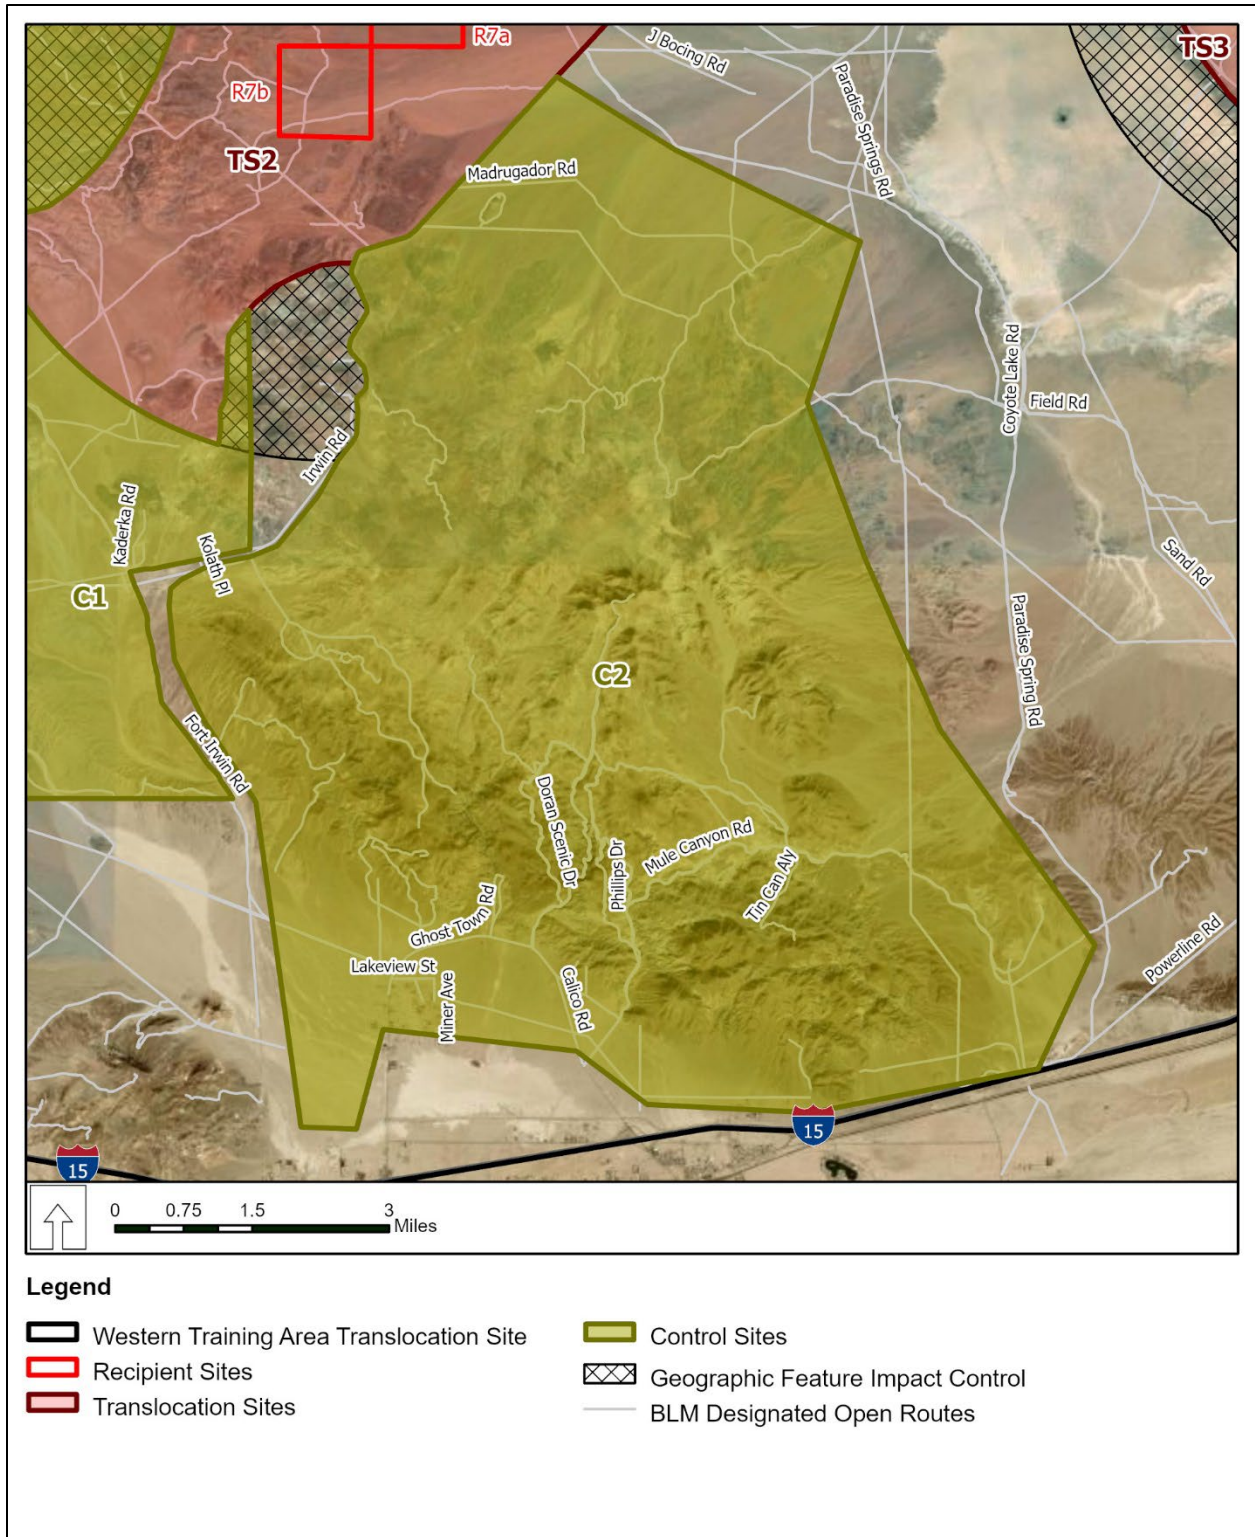 R7a
J Bocing Rd
TS3
R7b
TS2
Paradise Springs Rd
Madrugador Rd
Coyote Lake Rd
Field Rd
Irwin Rd
Kaderka Rd
Kolath Pl
Sand Rd
C1
C2
Paradise Spring Rd
Fort Irwin Rd
Doran Scenic Dr
Phillips Dr
Mule Canyon Rd
Tin Can Aly
Ghost Town Rd
Lakeview St
Miner Ave
Calico Rd
Powerline Rd
15
15
0 0.75 1.5 3
Miles
Legend
Western Training Area Translocation Site
Recipient Sites
Translocation Sites
Control Sites
Geographic Feature Impact Control
BLM Designated Open Routes